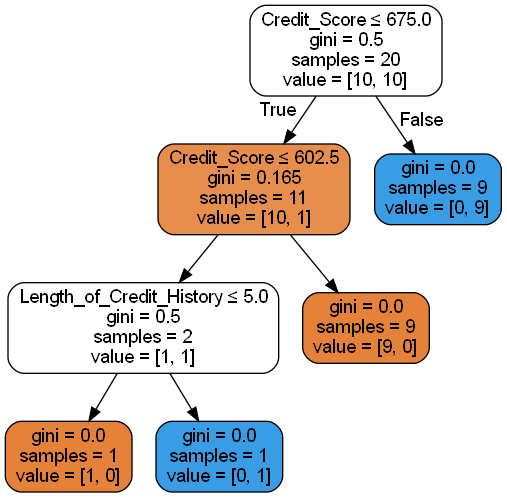 Credit_Score ≤ 675.0
gini = 0.5
samples = 20
value = [10, 10]
True
False
Credit_Score ≤ 602.5
gini = 0.165
samples = 11
value = [10, 1]
gini = 0.0
samples = 9
value = [0, 9]
Length_of_Credit_History ≤ 5.0
gini = 0.5
samples = 2
value = [1, 1]
gini = 0.0
samples = 9
value = [9, 0]
gini = 0.0
samples = 1
value = [1, 0]
gini = 0.0
samples = 1
value = [0, 1]